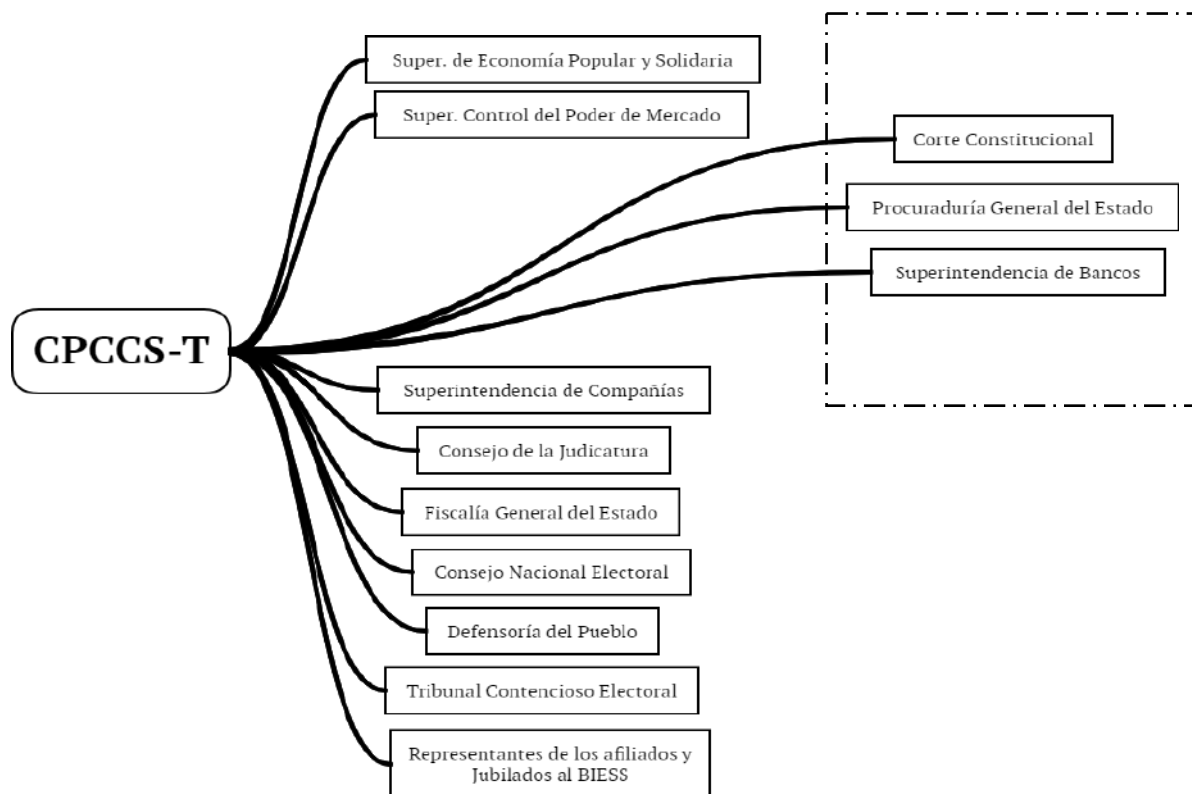 Super. de Economía Popular y Solidaria
Super. Control del Poder de Mercado
Corte Constitucional
Procuraduría General del Estado
Superintendencia de Bancos
CPCCS-T
Superintendencia de Compañías
Consejo de la Judicatura
Fiscalía General del Estado
Consejo Nacional Electoral
Defensoría del Pueblo
Tribunal Contencioso Electoral
Representantes de los afiliados y
Jubilados al BIESS